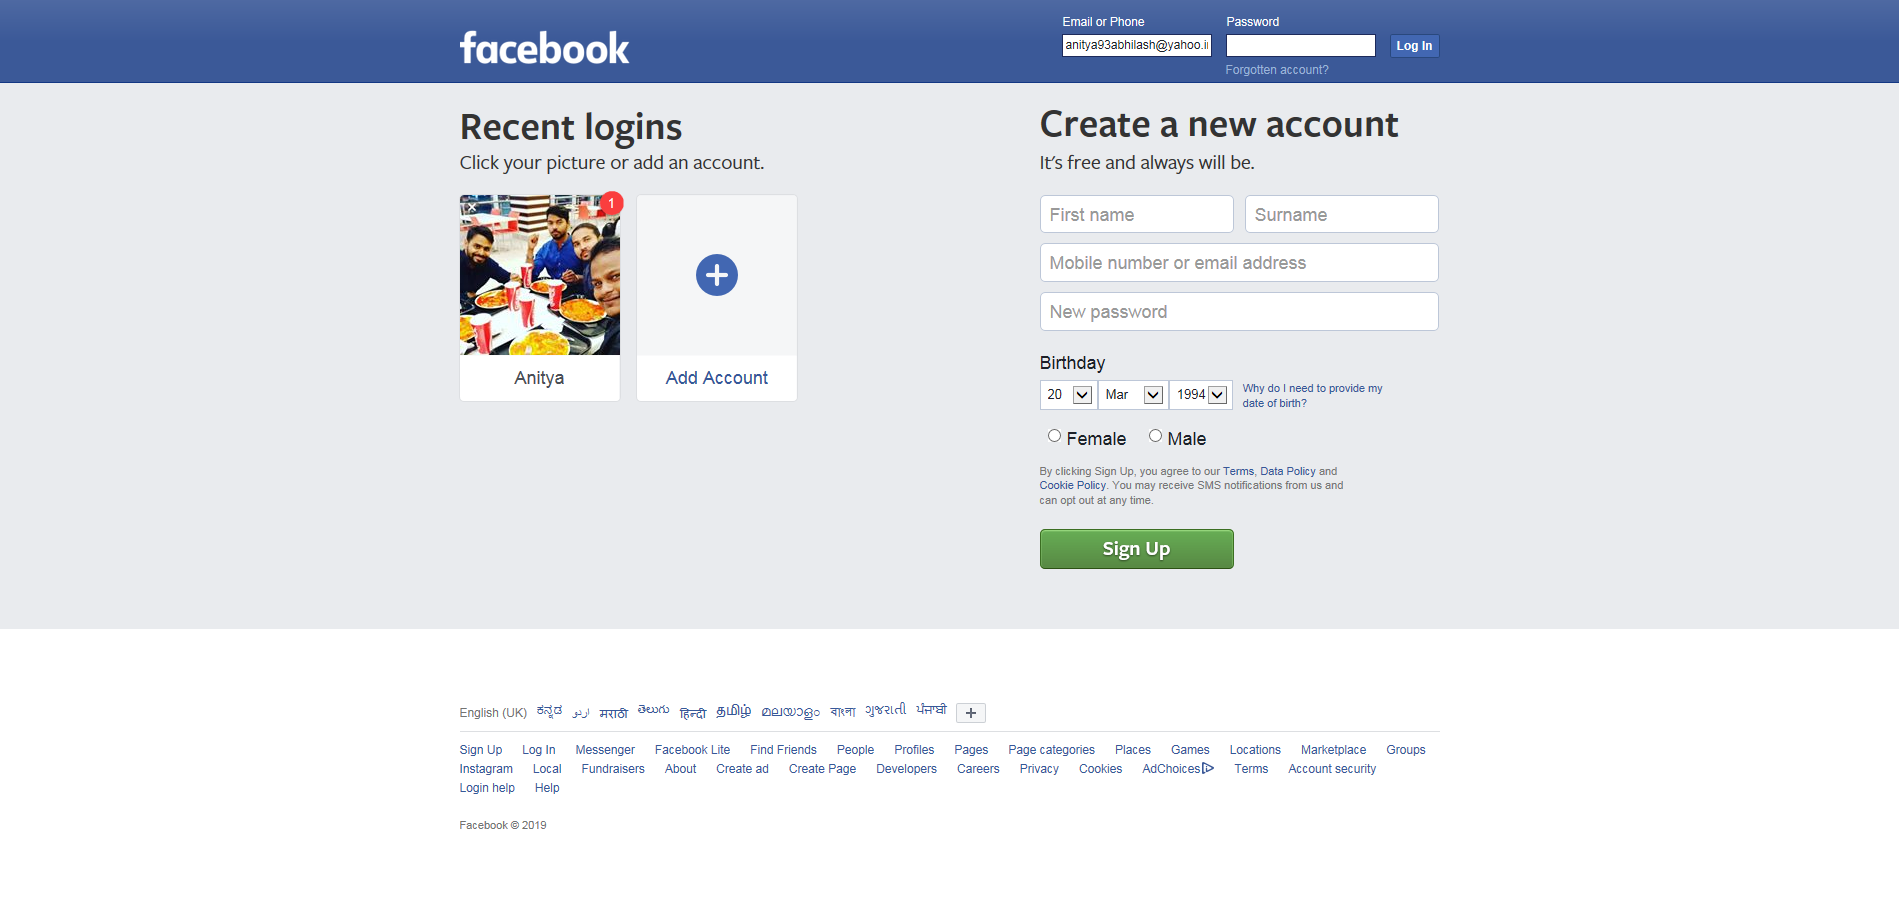 facebook
Email or Phone
Password
anitya93abhilash@yahoo.i
Log In
Forgotten account?
Recent logins
Click your picture or add an account.
1
Anitya
Add Account
Create a new account
It's free and always will be.
First name
Surname
Mobile number or email address
New password
Birthday
20 Mar 1994
Why do I need to provide my
date of birth?
Female Male
By clicking Sign Up, you agree to our Terms, Data Policy and
Cookie Policy. You may receive SMS notifications from us and
can opt out at any time.
Sign Up
English (UK) ಕನ್ನಡ اردو मराठी తెలుగు हिन्दी தமிழ் മലയാളം বাংলা ગુજરાતી ਪੰਜਾਬੀ
Sign Up Log In Messenger Facebook Lite Find Friends People Profiles Pages Page categories Places Games Locations Marketplace Groups
Instagram Local Fundraisers About Create ad Create Page Developers Careers Privacy Cookies AdChoices Terms Account security
Login help Help
Facebook © 2019